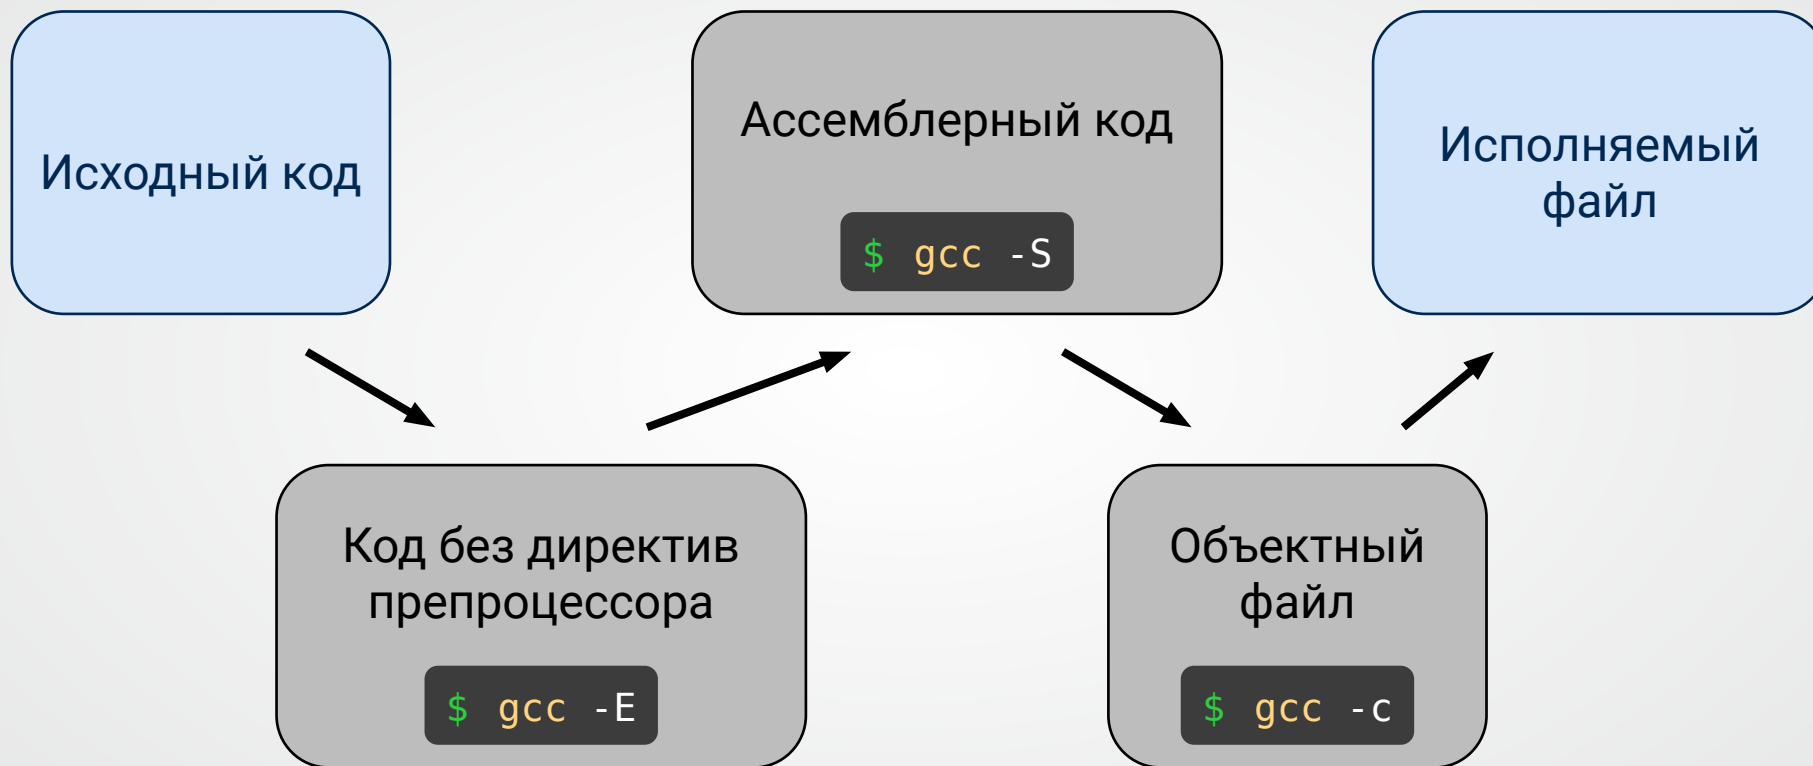 Исходный код
Ассемблерный код
$ gcc -S
Исполняемый
файл
Код без директив
препроцессора
$ gcc -E
Объектный
файл
$ gcc -c